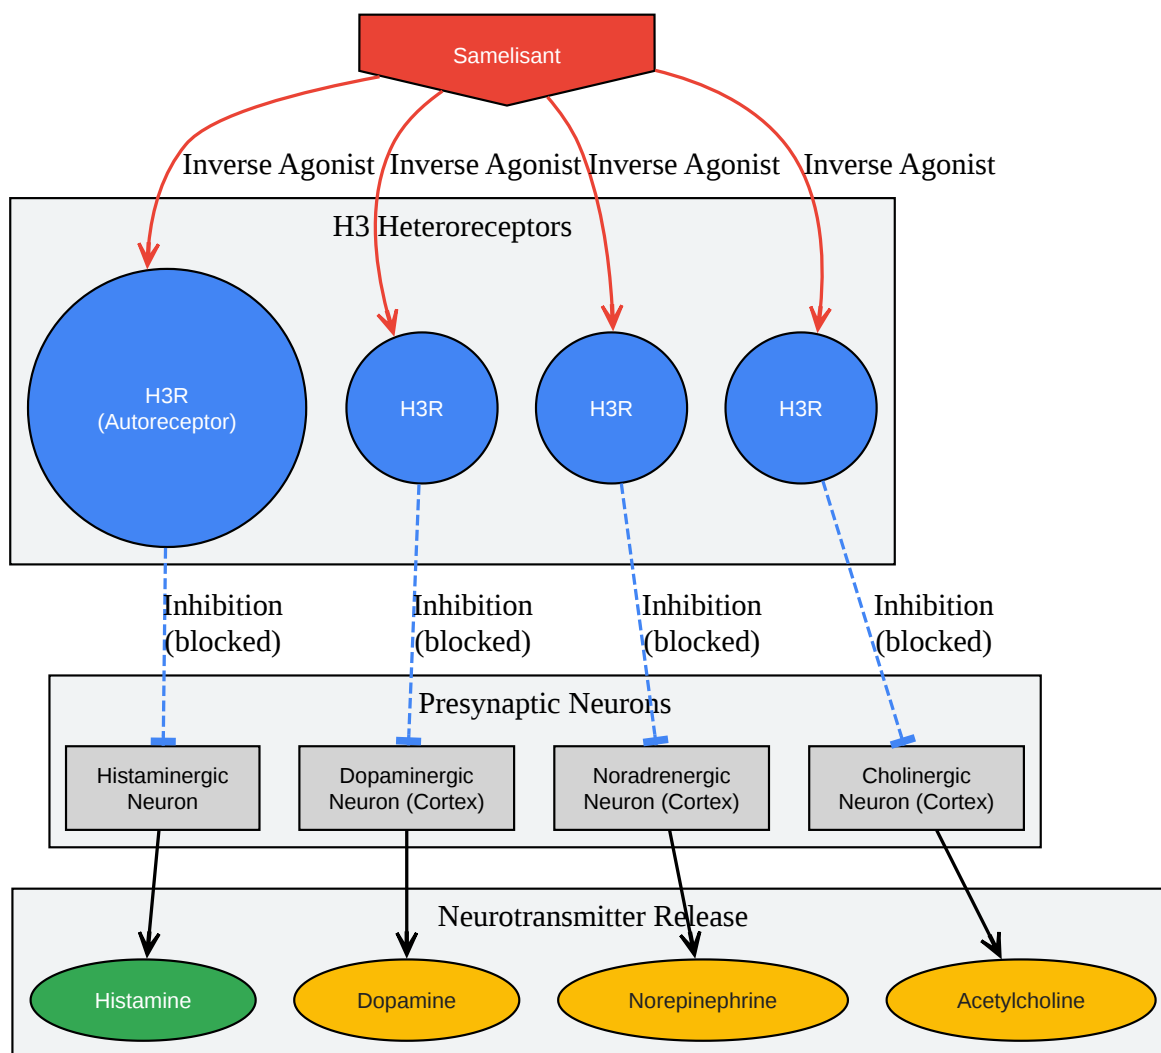 Samelisant
Inverse Agonist
Inverse Agonist
Inverse Agonist
Inverse Agonist
H3 Heteroreceptors
H3R
(Autoreceptor)
H3R
H3R
H3R
Inhibition
(blocked)
Inhibition
(blocked)
Inhibition
(blocked)
Inhibition
(blocked)
Presynaptic Neurons
Histaminergic
Neuron
Dopaminergic
Neuron (Cortex)
Noradrenergic
Neuron (Cortex)
Cholinergic
Neuron (Cortex)
Neurotransmitter Release
Histamine
Dopamine
Norepinephrine
Acetylcholine